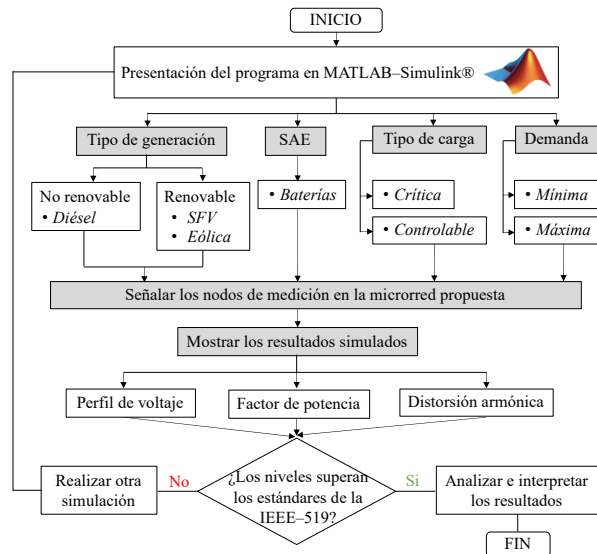 INICIO
Presentación del programa en MATLAB–Simulink®
Tipo de generación
SAE
Tipo de carga
Demanda
No renovable
• Diésel
Renovable
• SFV
• Eólica
• Baterías
• Crítica
• Controlable
• Mínima
• Máxima
Señalar los nodos de medición en la microrred propuesta
Mostrar los resultados simulados
Perfil de voltaje
Factor de potencia
Distorsión armónica
Realizar otra
simulación
No
¿Los niveles superan
los estándares de la
IEEE–519?
Si
Analizar e interpretar
los resultados
FIN